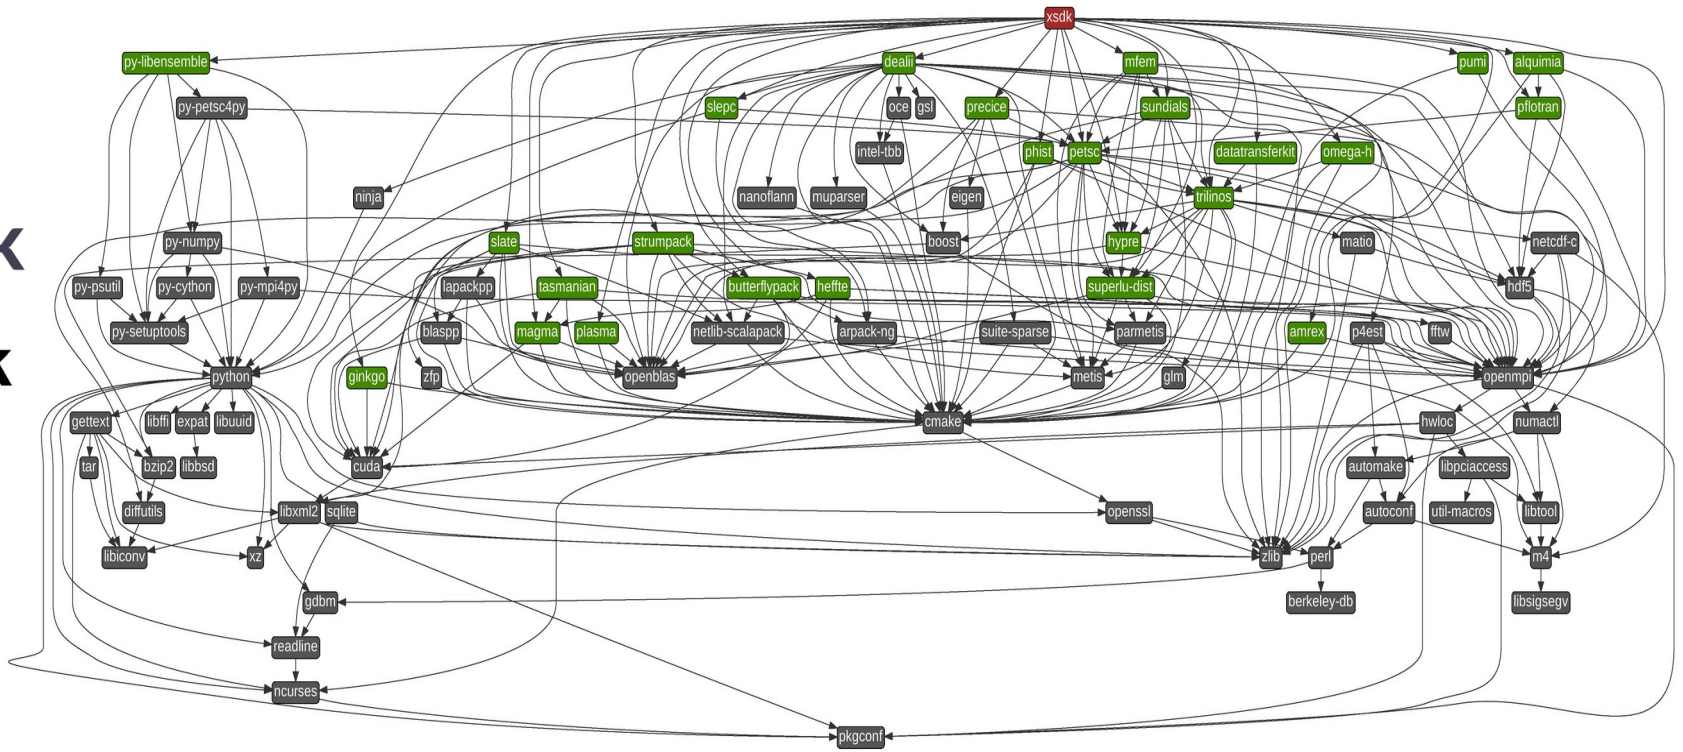 xsdk
py-libensemble
dealii
mfem
pumi
alquimia
py-petsc4py
slepc
oce
gsl
precice
sundials
pflotran
intel-tbb
phist
petsc
datatransferkit
omega-h
ninja
nanoflann
muparser
eigen
trilinos
py-numpy
slate
strumpack
boost
hypre
matio
netcdf-c
py-psutil
py-cython
py-mpi4py
lapackpp
tasmanian
butterflypack
heffte
superlu-dist
hdf5
py-setuptools
blaspp
magma
plasma
netlib-scalapack
arpack-ng
suite-sparse
parmetis
amrex
p4est
fftw
python
ginkgo
zfp
openblas
metis
glm
openmpi
gettext
libffi
expat
libuuid
cmake
hwloc
numactl
tar
bzip2
libbsd
cuda
automake
libpciaccess
diffutils
libxml2
sqlite
openssl
autoconf
util-macros
libtool
libiconv
xz
zlib
perl
m4
gdbm
berkeley-db
libsigsegv
readline
ncurses
pkgconf